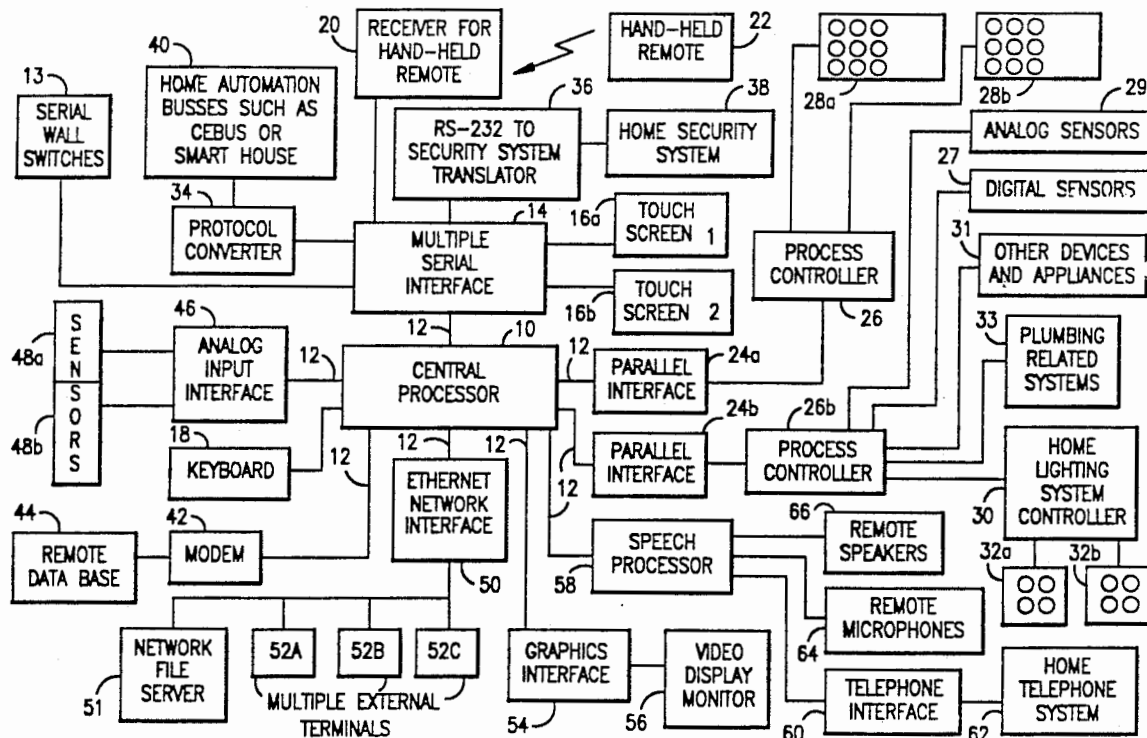 20
RECEIVER FOR
HAND-HELD
REMOTE
HAND-HELD
REMOTE
22
28a
28b
40
HOME AUTOMATION
BUSSES SUCH AS
CEBUS OR
SMART HOUSE
13
SERIAL
WALL
SWITCHES
36
RS-232 TO
SECURITY SYSTEM
TRANSLATOR
38
HOME SECURITY
SYSTEM
29
ANALOG SENSORS
27
DIGITAL SENSORS
34
PROTOCOL
CONVERTER
14
MULTIPLE
SERIAL
INTERFACE
16a
TOUCH
SCREEN 1
16b
TOUCH
SCREEN 2
PROCESS
CONTROLLER
26
31
OTHER DEVICES
AND APPLIANCES
33
PLUMBING
RELATED
SYSTEMS
48a
48b
SEN
SORS
46
ANALOG
INPUT
INTERFACE
12
12
10
CENTRAL
PROCESSOR
12
24a
PARALLEL
INTERFACE
24b
PARALLEL
INTERFACE
26b
PROCESS
CONTROLLER
18
KEYBOARD
12
12
12
12
12
ETHERNET
NETWORK
INTERFACE
50
30
HOME
LIGHTING
SYSTEM
CONTROLLER
32a
32b
44
REMOTE
DATA BASE
42
MODEM
58
SPEECH
PROCESSOR
66
REMOTE
SPEAKERS
REMOTE
MICROPHONES
64
51
NETWORK
FILE
SERVER
52A
52B
52C
MULTIPLE EXTERNAL
TERMINALS
GRAPHICS
INTERFACE
54
VIDEO
DISPLAY
MONITOR
56
TELEPHONE
INTERFACE
60
HOME
TELEPHONE
SYSTEM
62